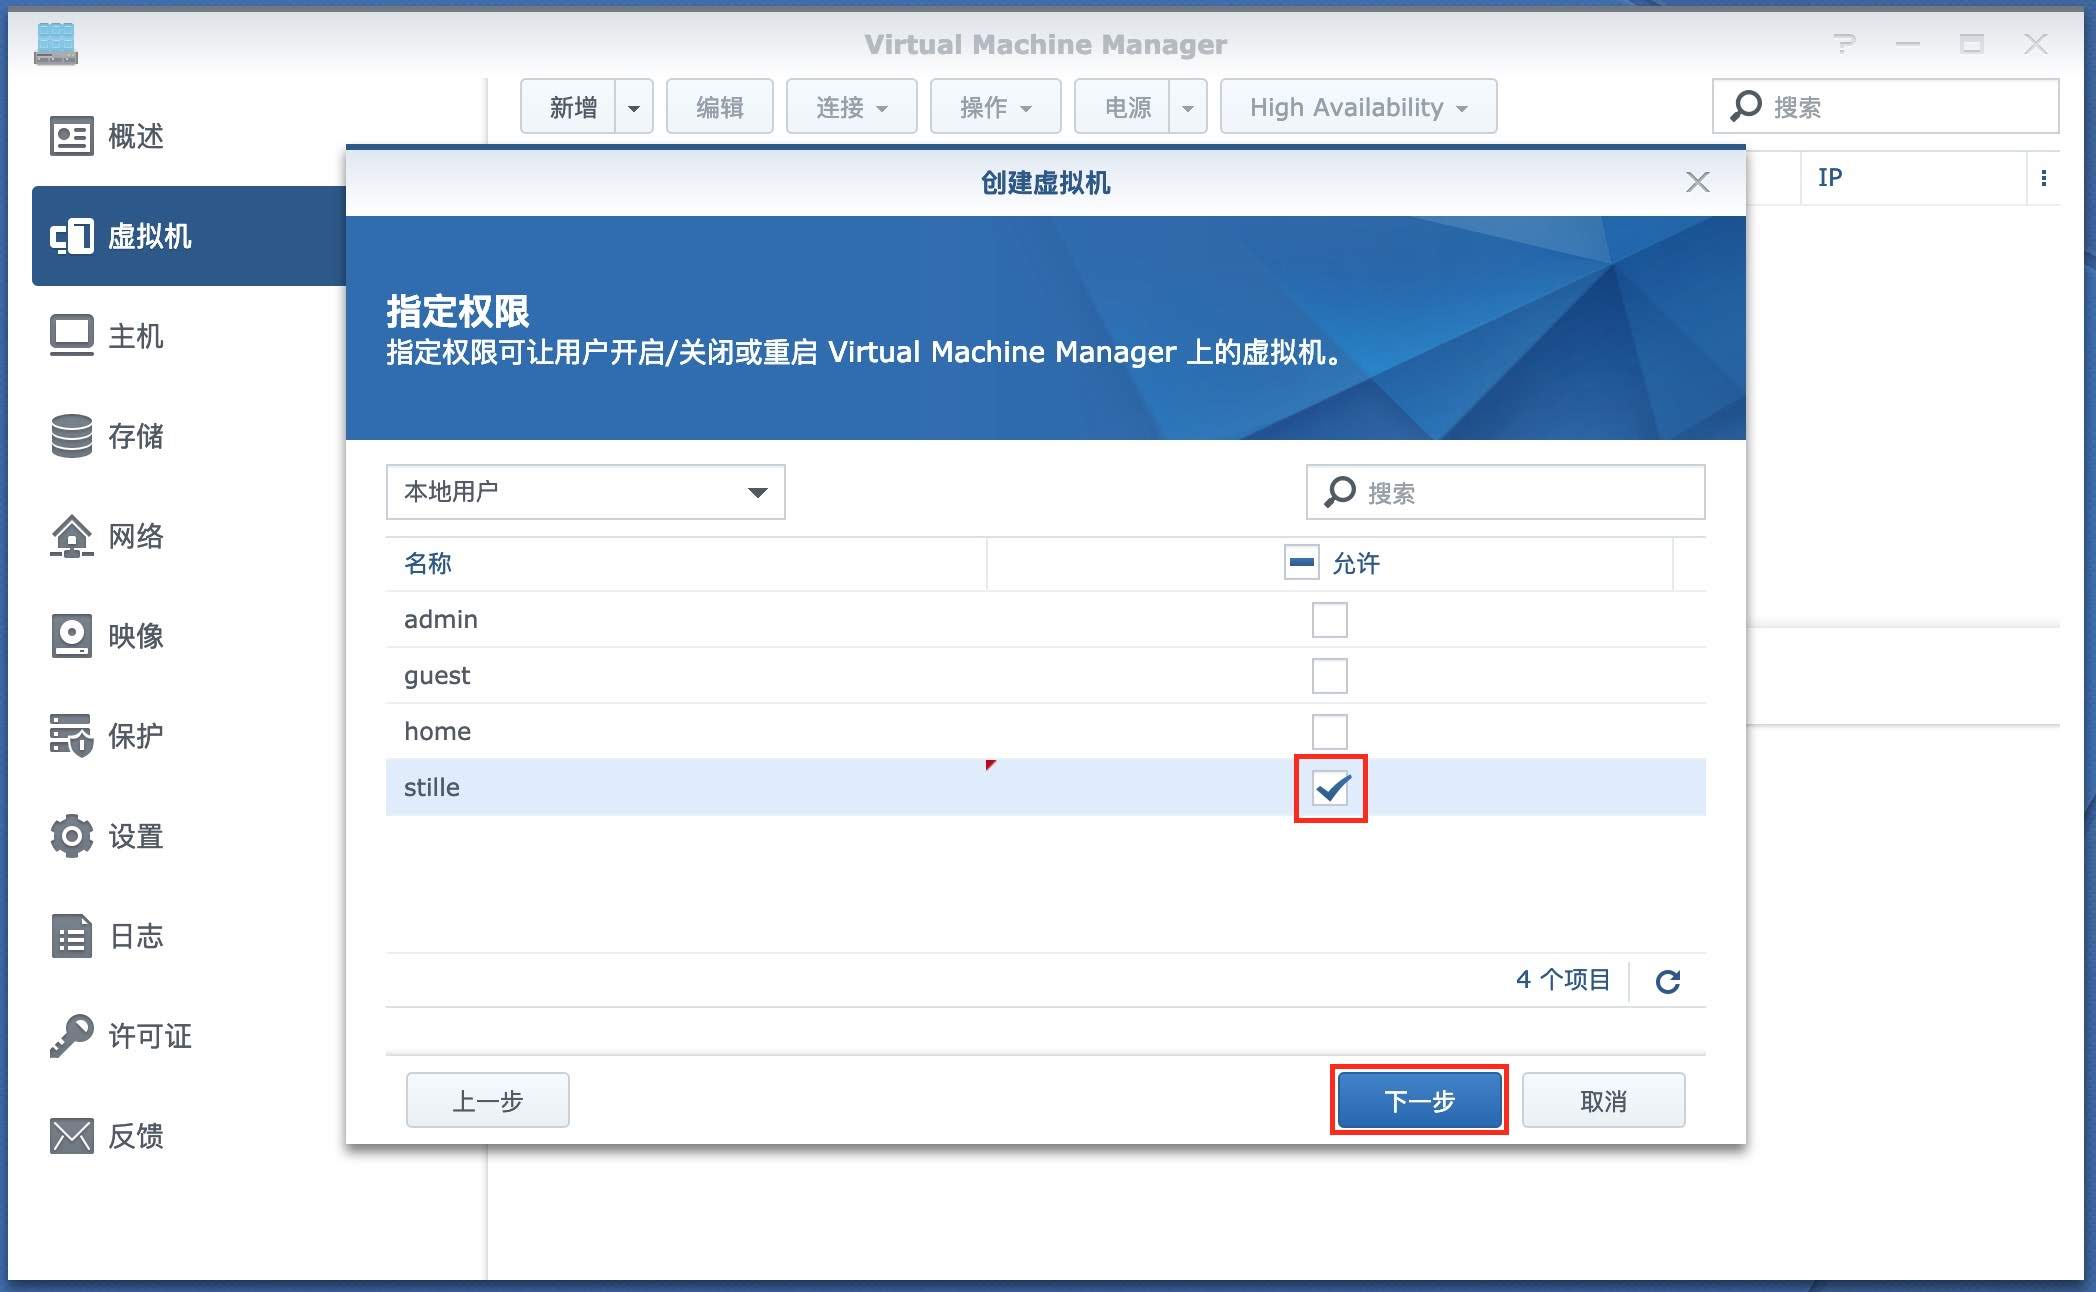 Virtual Machine Manager
新增
编辑
连接
操作
电源
High Availability
搜索
概述
虚拟机
主机
存储
网络
映像
保护
设置
日志
许可证
反馈
IP
创建虚拟机
指定权限
指定权限可让用户开启/关闭或重启 Virtual Machine Manager 上的虚拟机。
本地用户
搜索
名称
允许
admin
guest
home
stille
4 个项目
上一步
下一步
取消